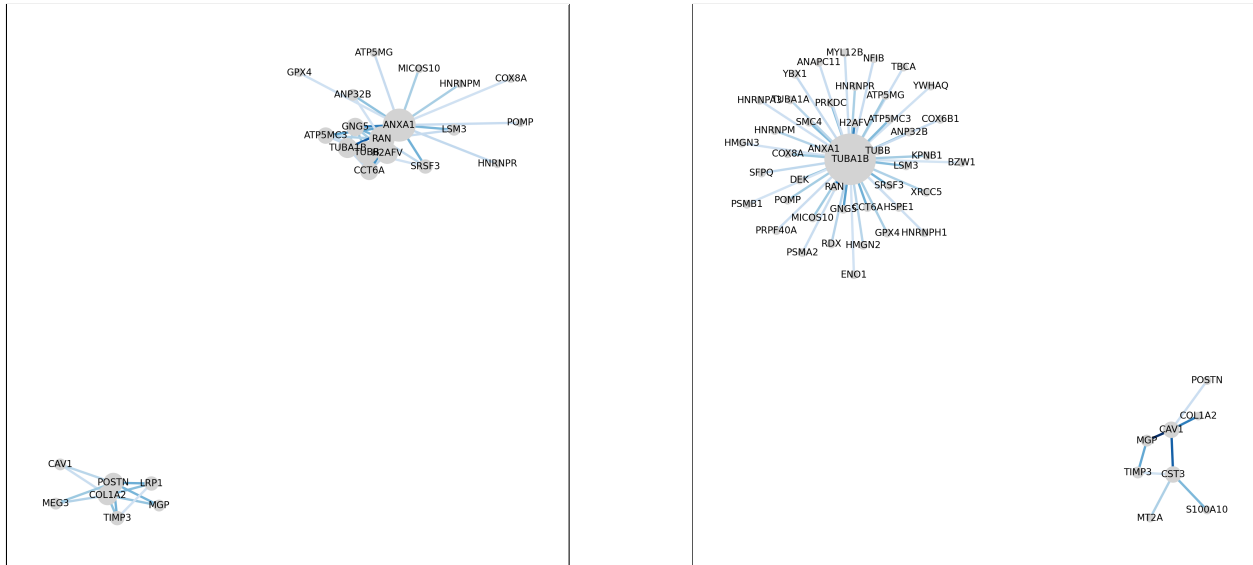 ATP5MG
GPX4
MICOS10
COX8A
HNRNPM
ANP32B
GNG5
ANXA1
POMP
LSM3
ATP5MC3
RAN
TUBA1B
TUBB
H2AFV
CCT6A
SRSF3
HNRNPR
CAV1
POSTN
LRP1
COL1A2
MEG3
MGP
TIMP3
MYL12B
NFIB
ANAPC11
TBCA
YBX1
HNRNPR
YWHAQ
ATP5MG
TUBA1A
PRKDC
SMC4
H2AFV
ATP5MC3
COX6B1
HNRNPM
ANP32B
HMGN3
COX8A
ANXA1
TUBB
TUBA1B
KPNB1
LSM3
BZW1
SFPQ
DEK
RAN
SRSF3
XRCC5
PSMB1
POMP
GNG5
CCT6A
HSPE1
MICOS10
PRPF40A
RDX
HMGN2
GPX4
HNRNPH1
PSMA2
ENO1
POSTN
COL1A2
CAV1
MGP
TIMP3
CST3
MT2A
S100A10